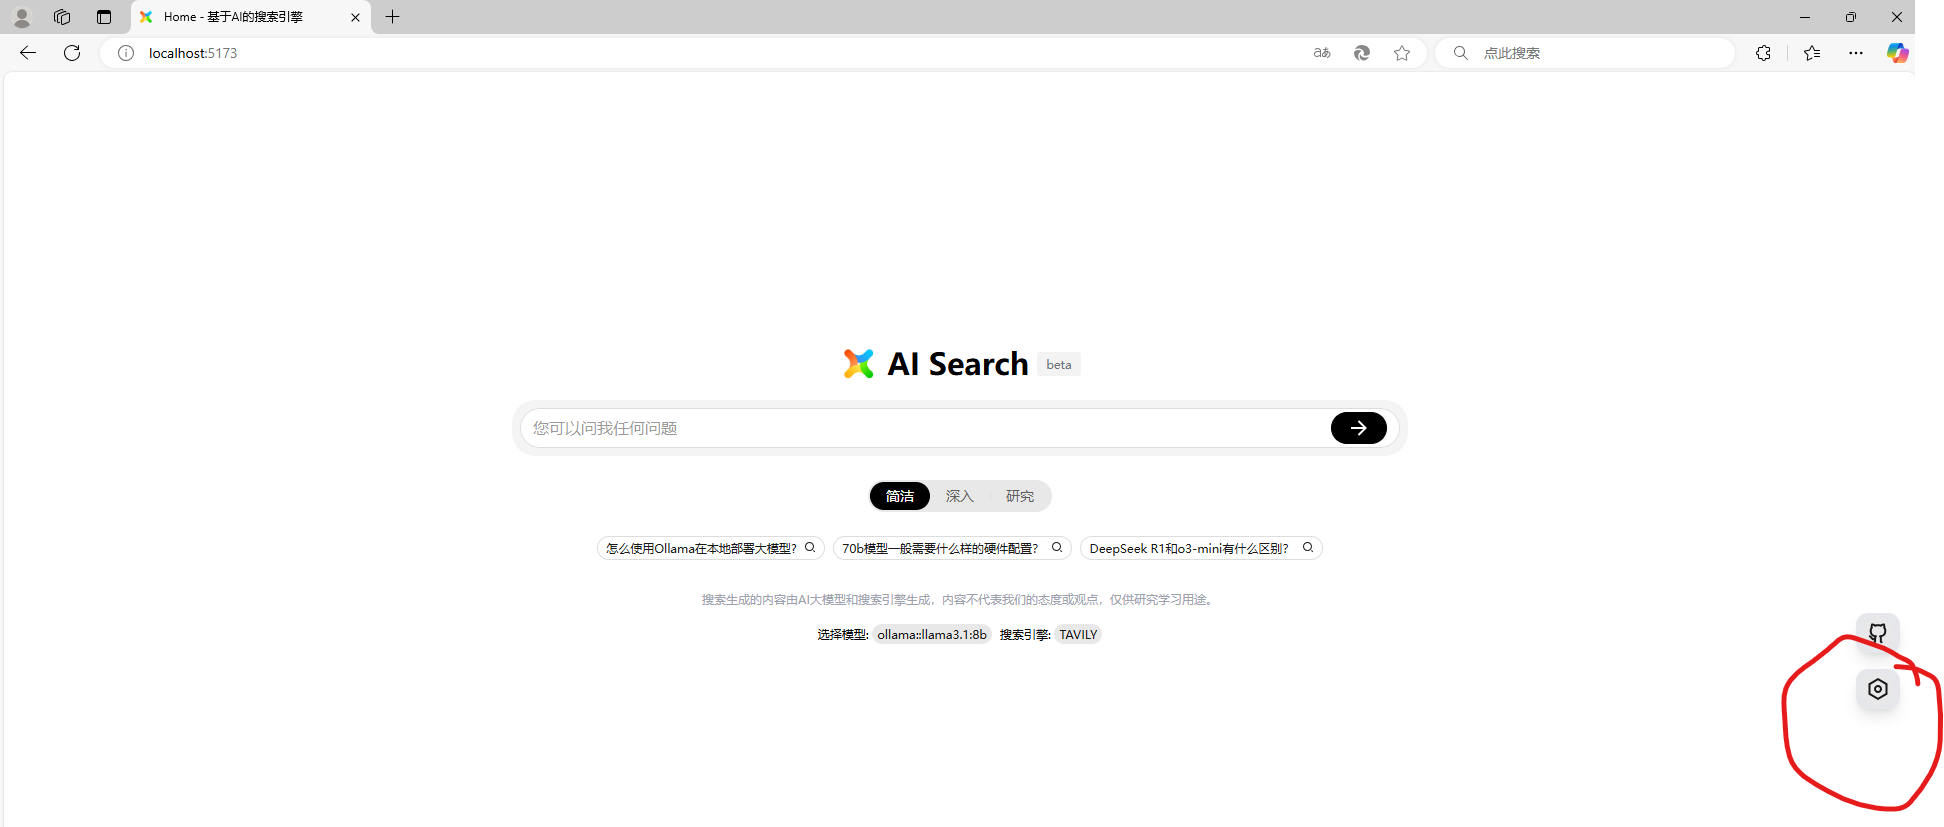 Home - 基于AI的搜索引擎
localhost:5173
aあ
点此搜索
AI Search beta
您可以问我任何问题
简洁 深入 研究
怎么使用Ollama在本地部署大模型? 70b模型一般需要什么样的硬件配置? DeepSeek R1和o3-mini有什么区别?
搜索生成的内容由AI大模型和搜索引擎生成，内容不代表我们的态度或观点，仅供研究学习用途。
选择模型: ollama::llama3.1:8b 搜索引擎: TAVILY